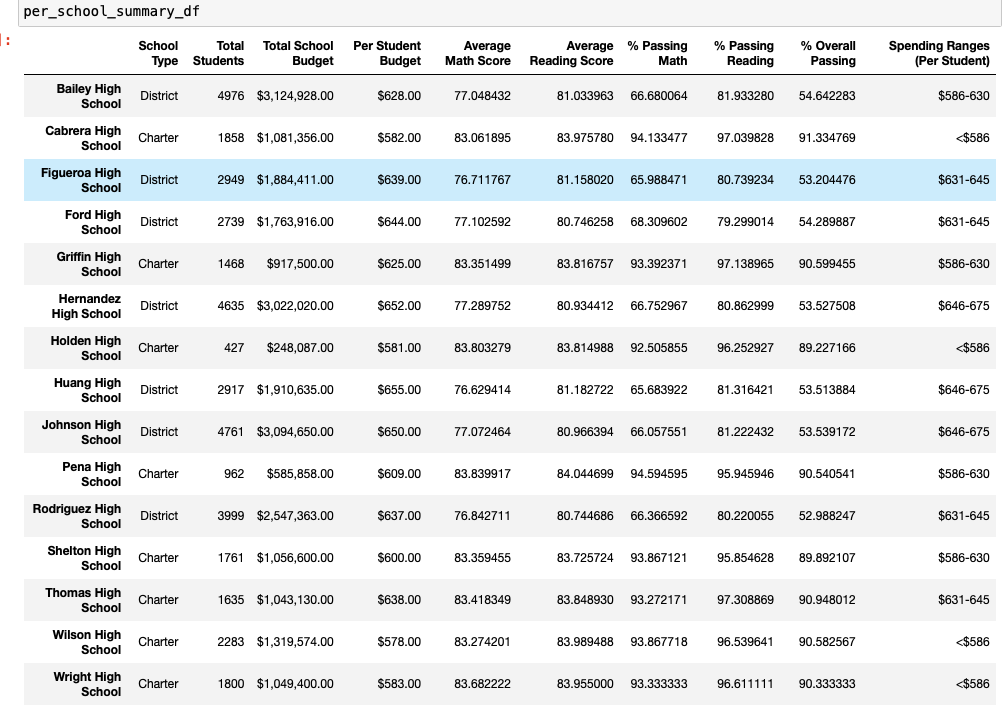 per_school_summary_df
]:
School Total Total School Per Student Average Average % Passing % Passing % Overall Spending Ranges
Type Students Budget Budget Math Score Reading Score Math Reading Passing (Per Student)
Bailey High
School District 4976 $3,124,928.00 $628.00 77.048432 81.033963 66.680064 81.933280 54.642283 $586-630
Cabrera High
School Charter 1858 $1,081,356.00 $582.00 83.061895 83.975780 94.133477 97.039828 91.334769 <$586
Figueroa High
School District 2949 $1,884,411.00 $639.00 76.711767 81.158020 65.988471 80.739234 53.204476 $631-645
Ford High
School District 2739 $1,763,916.00 $644.00 77.102592 80.746258 68.309602 79.299014 54.289887 $631-645
Griffin High
School Charter 1468 $917,500.00 $625.00 83.351499 83.816757 93.392371 97.138965 90.599455 $586-630
Hernandez
High School District 4635 $3,022,020.00 $652.00 77.289752 80.934412 66.752967 80.862999 53.527508 $646-675
Holden High
School Charter 427 $248,087.00 $581.00 83.803279 83.814988 92.505855 96.252927 89.227166 <$586
Huang High
School District 2917 $1,910,635.00 $655.00 76.629414 81.182722 65.683922 81.316421 53.513884 $646-675
Johnson High
School District 4761 $3,094,650.00 $650.00 77.072464 80.966394 66.057551 81.222432 53.539172 $646-675
Pena High
School Charter 962 $585,858.00 $609.00 83.839917 84.044699 94.594595 95.945946 90.540541 $586-630
Rodriguez High
School District 3999 $2,547,363.00 $637.00 76.842711 80.744686 66.366592 80.220055 52.988247 $631-645
Shelton High
School Charter 1761 $1,056,600.00 $600.00 83.359455 83.725724 93.867121 95.854628 89.892107 $586-630
Thomas High
School Charter 1635 $1,043,130.00 $638.00 83.418349 83.848930 93.272171 97.308869 90.948012 $631-645
Wilson High
School Charter 2283 $1,319,574.00 $578.00 83.274201 83.989488 93.867718 96.539641 90.582567 <$586
Wright High
School Charter 1800 $1,049,400.00 $583.00 83.682222 83.955000 93.333333 96.611111 90.333333 <$586